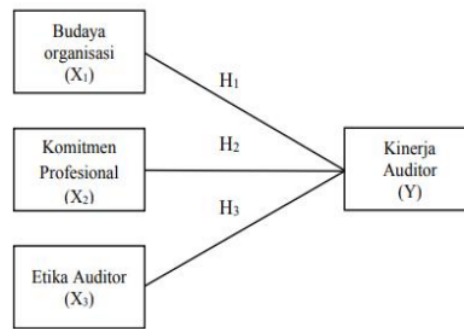 Budaya
organisasi
(X₁)
H₁
Komitmen
Profesional
(X₂)
H₂
Kinerja
Auditor
(Y)
H₃
Etika Auditor
(X₃)